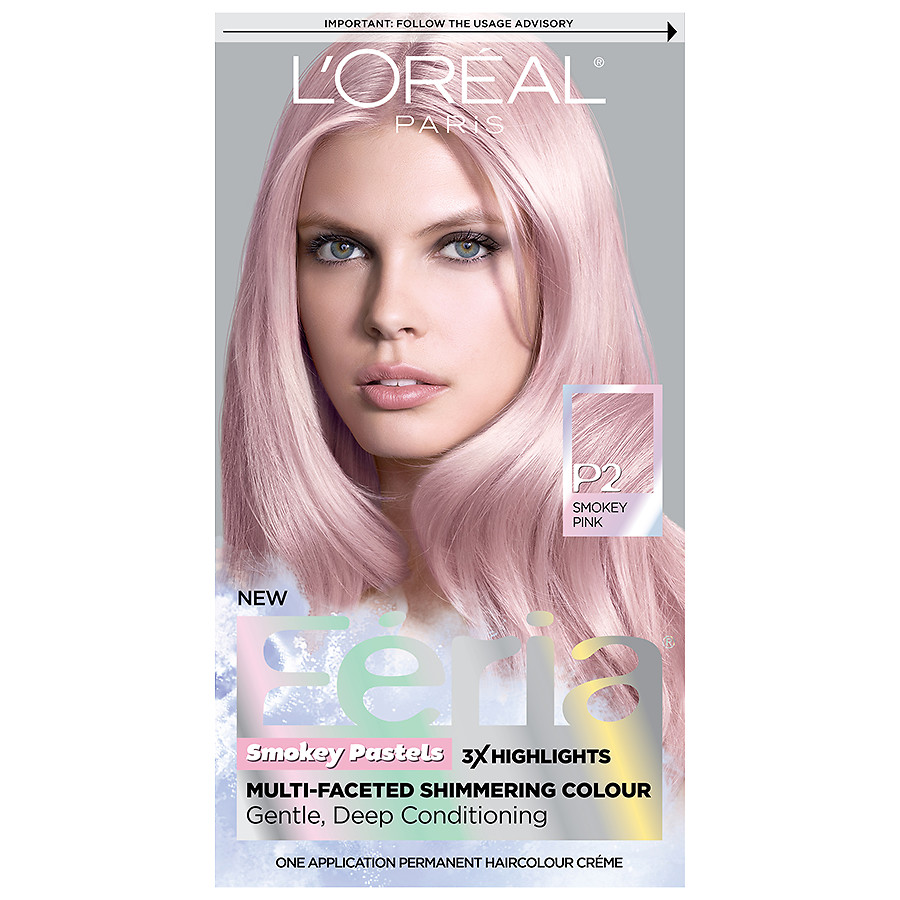 IMPORTANT: FOLLOW THE USAGE ADVISORY
L'ORÉAL®
PARIS
P2
SMOKEY
PINK
NEW
Féria®
Smokey Pastels 3X HIGHLIGHTS
MULTI-FACETED SHIMMERING COLOUR
Gentle, Deep Conditioning
ONE APPLICATION PERMANENT HAIRCOLOUR CRÉME